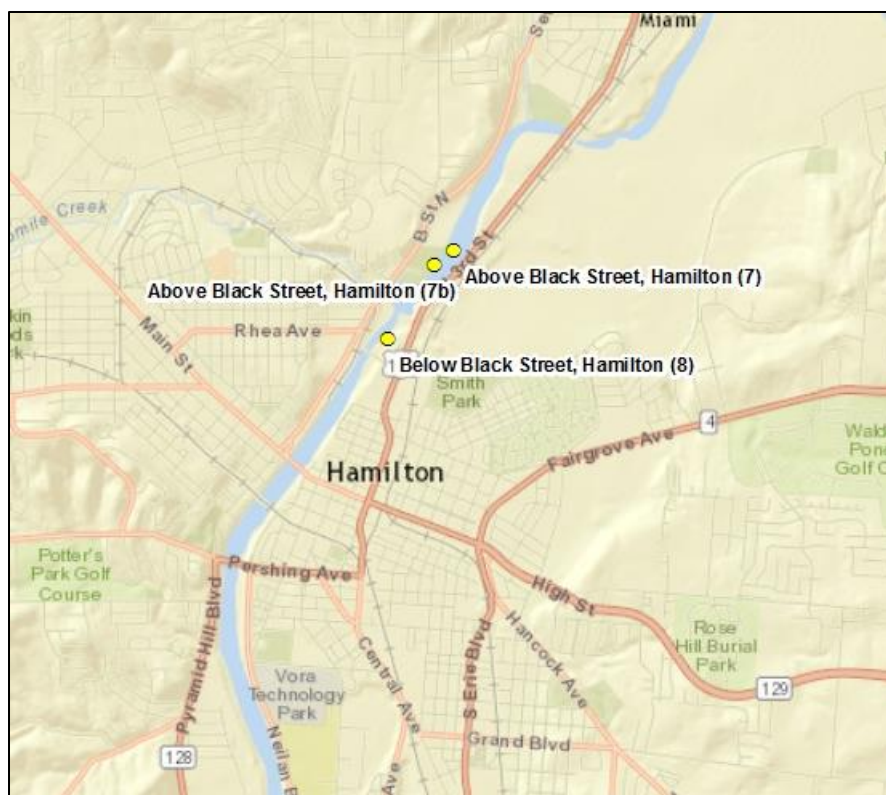 Miami
omile Creek
B St N
3rd St
Above Black Street, Hamilton (7)
Above Black Street, Hamilton (7b)
Rhea Ave
Main St
Below Black Street, Hamilton (8)
Smith
Park
4
Fairgrove Ave
Hamilton
Potter's
Park Golf
Course
Pershing Ave
High St
Pyramid Hill Blvd
Vora
Technology
Park
Central Ave
S Erie Blvd
Hancock Ave
Rose
Hill Burial
Park
129
Grand Blvd
128
Neilan B
Ave